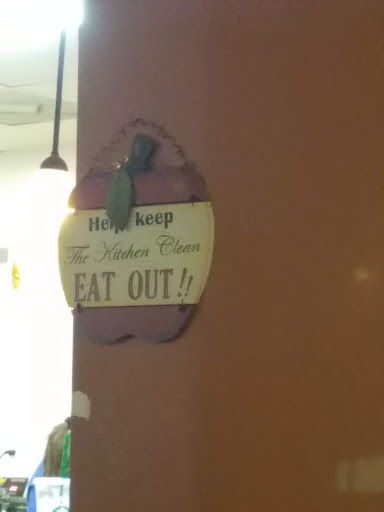 Help keep
The Kitchen Clean
EAT OUT!!